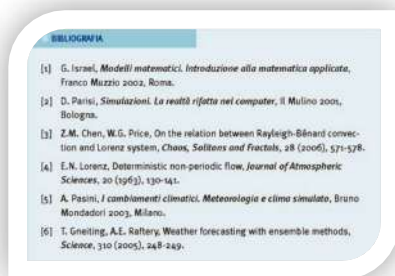 BIBLIOGRAFIA
[1] G. Israel, Modelli matematici. Introduzione alla matematica applicata,
Franco Muzzio 2002, Roma.
[2] D. Parisi, Simulazioni. La realtà rifatta nel computer, Il Mulino 2001,
Bologna.
[3] Z.M. Chen, W.G. Price, On the relation between Rayleigh-Bénard convec-
tion and Lorenz system, Chaos, Solitons and Fractals, 28 (2006), 571-578.
[4] E.N. Lorenz, Deterministic non-periodic flow, Journal of Atmospheric
Sciences, 20 (1963), 130-141.
[5] A. Pasini, I cambiamenti climatici. Meteorologia e clima simulato, Bruno
Mondadori 2003, Milano.
[6] T. Gneiting, A.E. Raftery, Weather forecasting with ensemble methods,
Science, 310 (2005), 248-249.